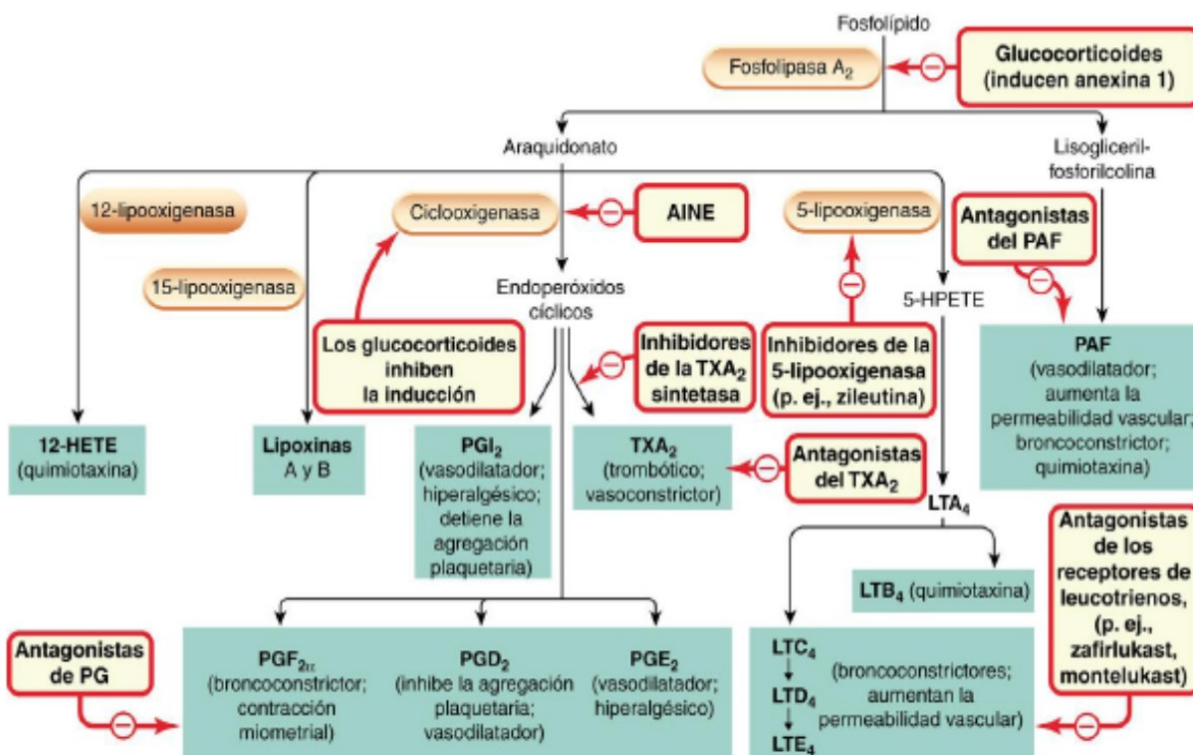 Fosfolípido
Fosfolipasa A₂
Glucocorticoides
(inducen anexina 1)
Araquidonato
Lisogliceril-
fosforilcolina
12-lipooxigenasa
Ciclooxigenasa
AINE
5-lipooxigenasa
Antagonistas
del PAF
15-lipooxigenasa
Endoperóxidos
cíclicos
5-HPETE
Los glucocorticoides
inhiben
la inducción
Inhibidores
de la TXA₂
sintetasa
Inhibidores de la
5-lipooxigenasa
(p. ej., zileutina)
PAF
(vasodilatador;
aumenta la
permeabilidad vascular;
broncoconstrictor;
quimiotaxina)
12-HETE
(quimiotaxina)
Lipoxinas
A y B
PGI₂
(vasodilatador;
hiperalgésico;
detiene la
agregación
plaquetaria)
TXA₂
(trombótico;
vasoconstrictor)
Antagonistas
del TXA₂
LTA₄
Antagonistas
de los
receptores de
leucotrienos,
(p. ej.,
zafirlukast,
montelukast)
LTB₄ (quimiotaxina)
Antagonistas
de PG
PGF₂α
(broncoconstrictor;
contracción
miometrial)
PGD₂
(inhibe la agregación
plaquetaria;
vasodilatador)
PGE₂
(vasodilatador;
hiperalgésico)
LTC₄
LTD₄
LTE₄
(broncoconstrictores;
aumentan la
permeabilidad vascular)